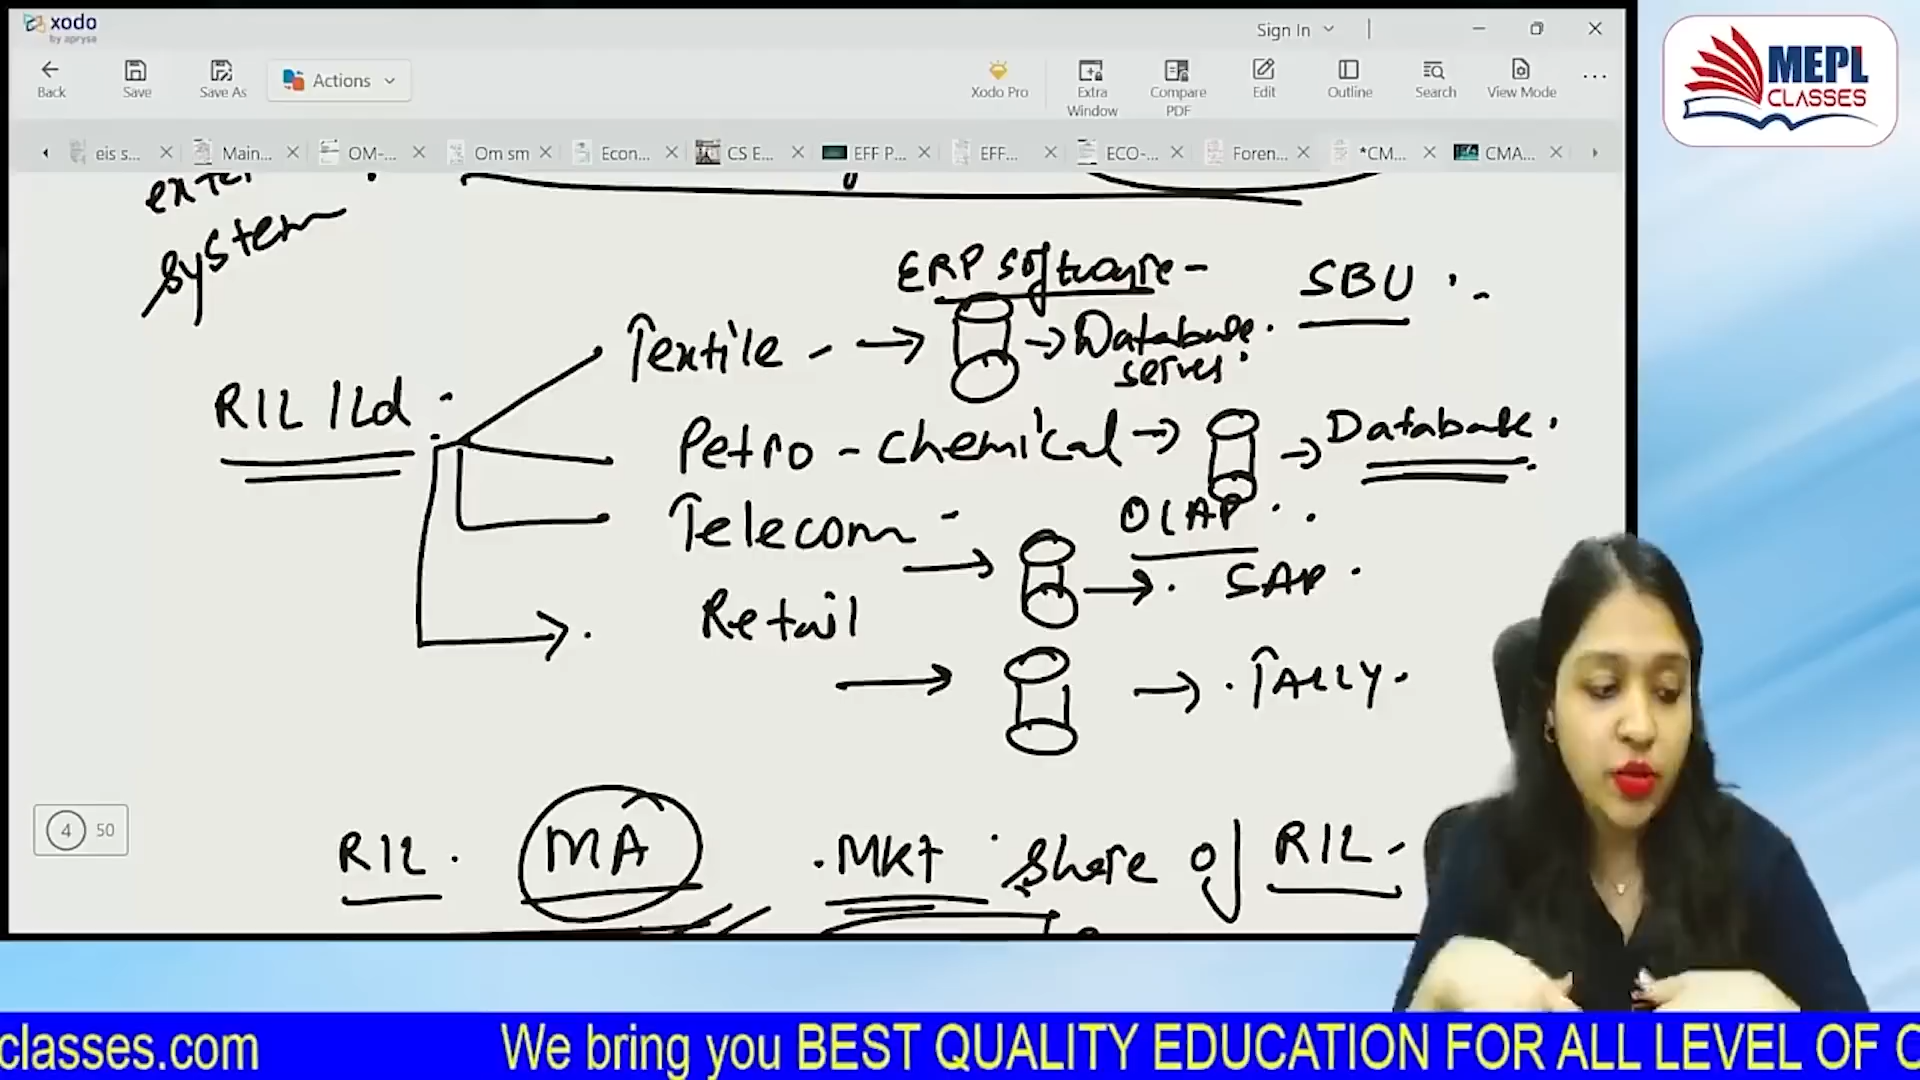 xodo
by apryse
Sign In
Back
Save
Save As
Actions
Xodo Pro
Extra Window
Compare PDF
Edit
Outline
Search
View Mode
eis s...
Main...
OM-...
Om sm
Econ...
CS E...
EFF P...
EFF...
ECO-...
Foren...
*CM...
CMA...
MEPL
CLASSES
system
ERP Software -
SBU
Textile - → → Database
server
RIL Ltd
Petro - Chemical → → Database
Telecom -
OLAP
→ → SAP
Retail
→ → TALLY
RIL. MA MKt share of RIL -
4 50
classes.com We bring you BEST QUALITY EDUCATION FOR ALL LEVEL OF C